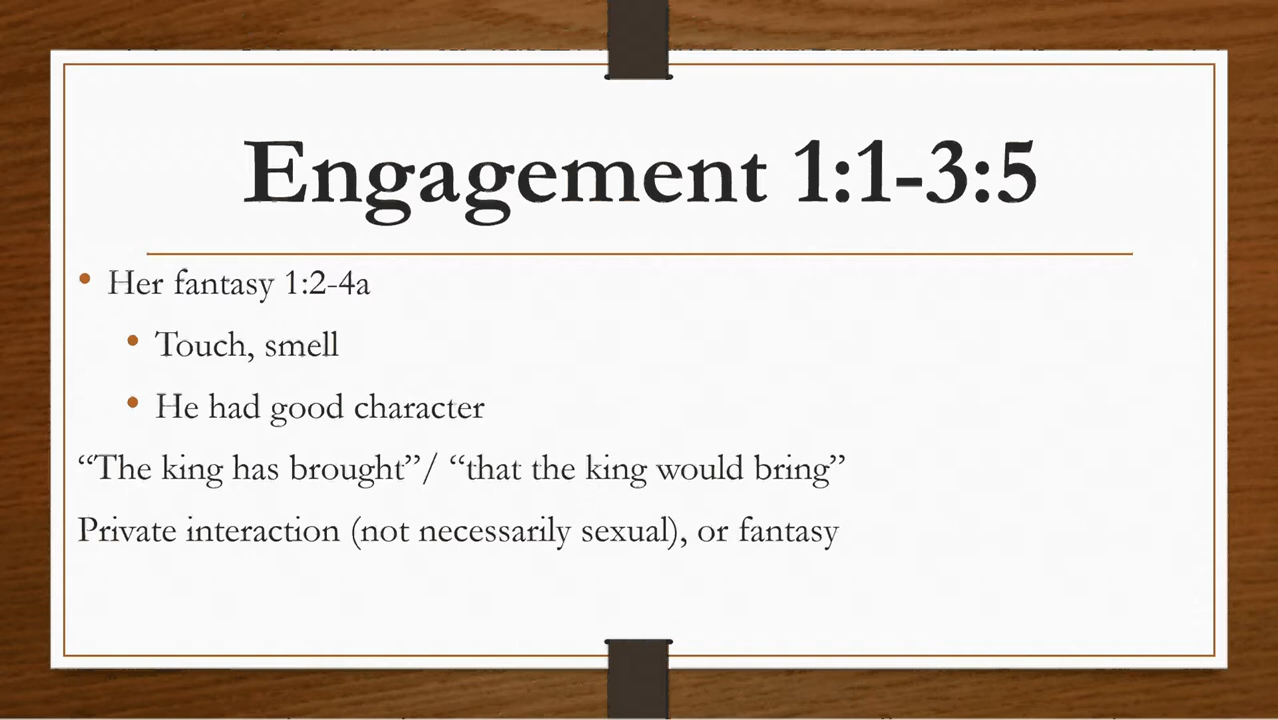 Engagement 1:1-3:5
• Her fantasy 1:2-4a
• Touch, smell
• He had good character
“The king has brought”/ “that the king would bring”
Private interaction (not necessarily sexual), or fantasy